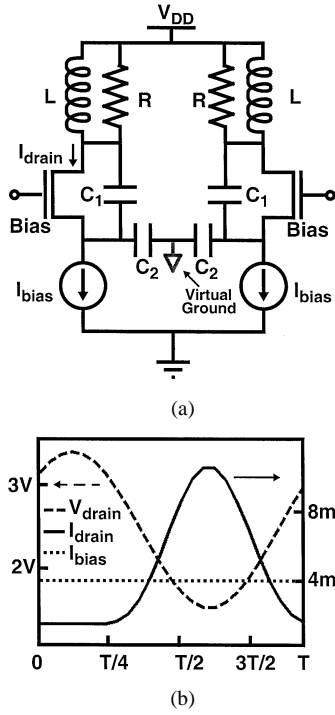 V_DD
L R R L
I_drain
C_1 C_1
Bias Bias
C_2 C_2
I_bias Virtual Ground I_bias
(a)
3V
V_drain
8m
I_drain
I_bias
2V
4m
0 T/4 T/2 3T/2 T
(b)